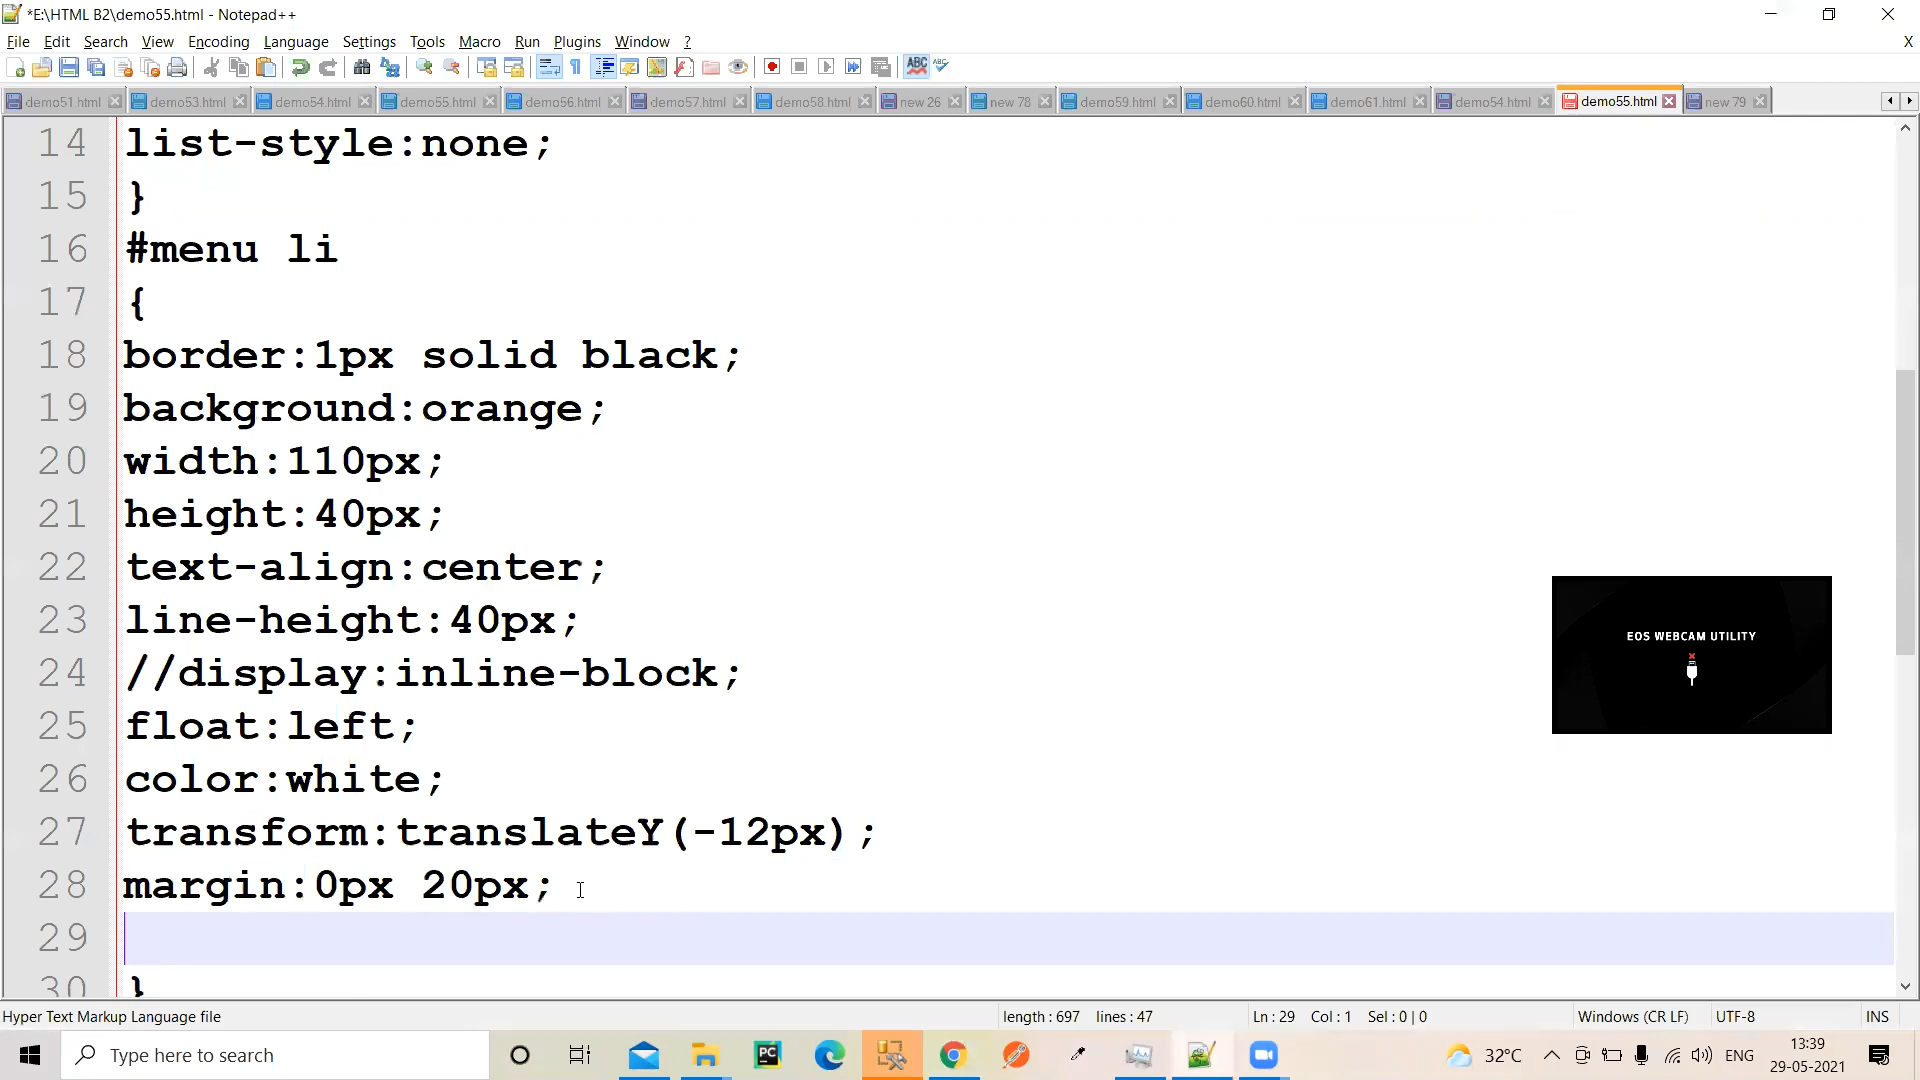 *E:\HTML B2\demo55.html - Notepad++
File Edit Search View Encoding Language Settings Tools Macro Run Plugins Window ? X
demo51.html demo53.html demo54.html demo55.html demo56.html demo57.html demo58.html new 26 new 78 demo59.html demo60.html demo61.html demo54.html demo55.html new 79
14 list-style:none;
15 }
16 #menu li
17 {
18 border:1px solid black;
19 background:orange;
20 width:110px;
21 height:40px;
22 text-align:center;
23 line-height:40px;
24 //display:inline-block;
25 float:left;
26 color:white;
27 transform:translateY(-12px);
28 margin:0px 20px;
29
30 }
EOS WEBCAM UTILITY
Hyper Text Markup Language file length : 697 lines : 47 Ln : 29 Col : 1 Sel : 0 | 0 Windows (CR LF) UTF-8 INS
Type here to search 32°C ENG 13:39
29-05-2021